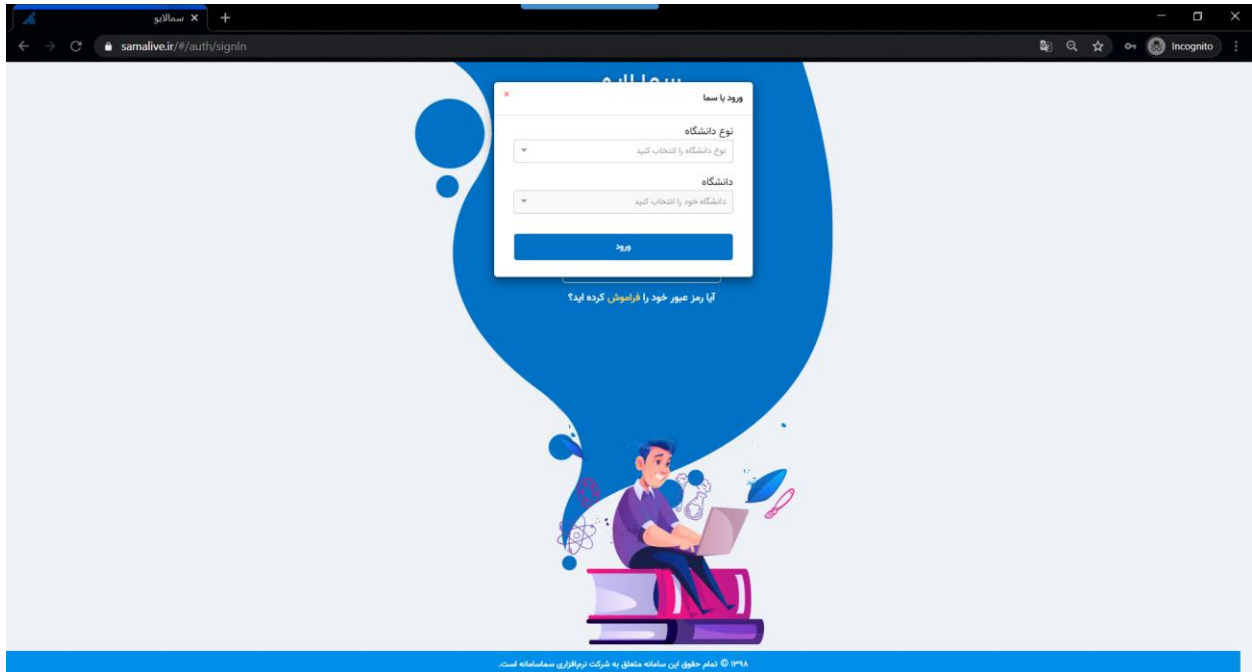 سمالایو
samalive.ir/#/auth/signIn
Incognito
ورود با سما
نوع دانشگاه
نوع دانشگاه را انتخاب کنید
دانشگاه
دانشگاه خود را انتخاب کنید
ورود
آیا رمز عبور خود را فراموش کرده اید؟
۱۳۹۸ © تمام حقوق این سامانه متعلق به شرکت نرم‌افزاری سماسامانه است.